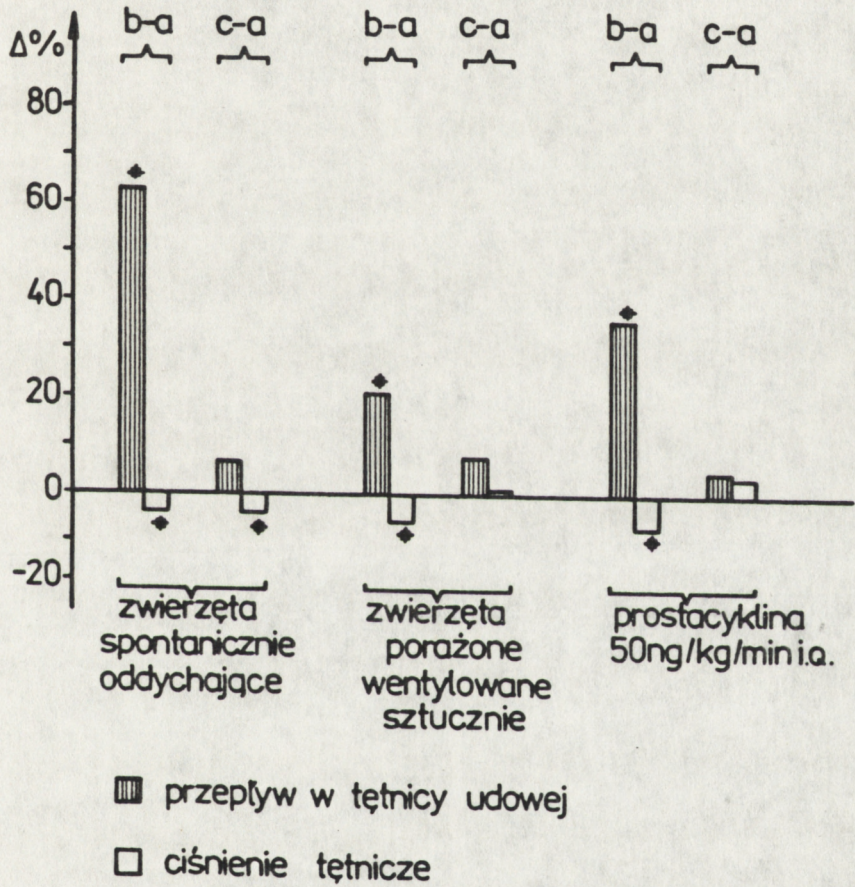 b-a c-a b-a c-a b-a c-a
Δ%
80
60
40
20
0
-20
zwierzęta
spontanicznie
oddychające
zwierzęta
porażone
wentylowane
sztucznie
prostacyklina
50ng/kg/min i.a.
przepływ w tętnicy udowej
ciśnienie tętnicze